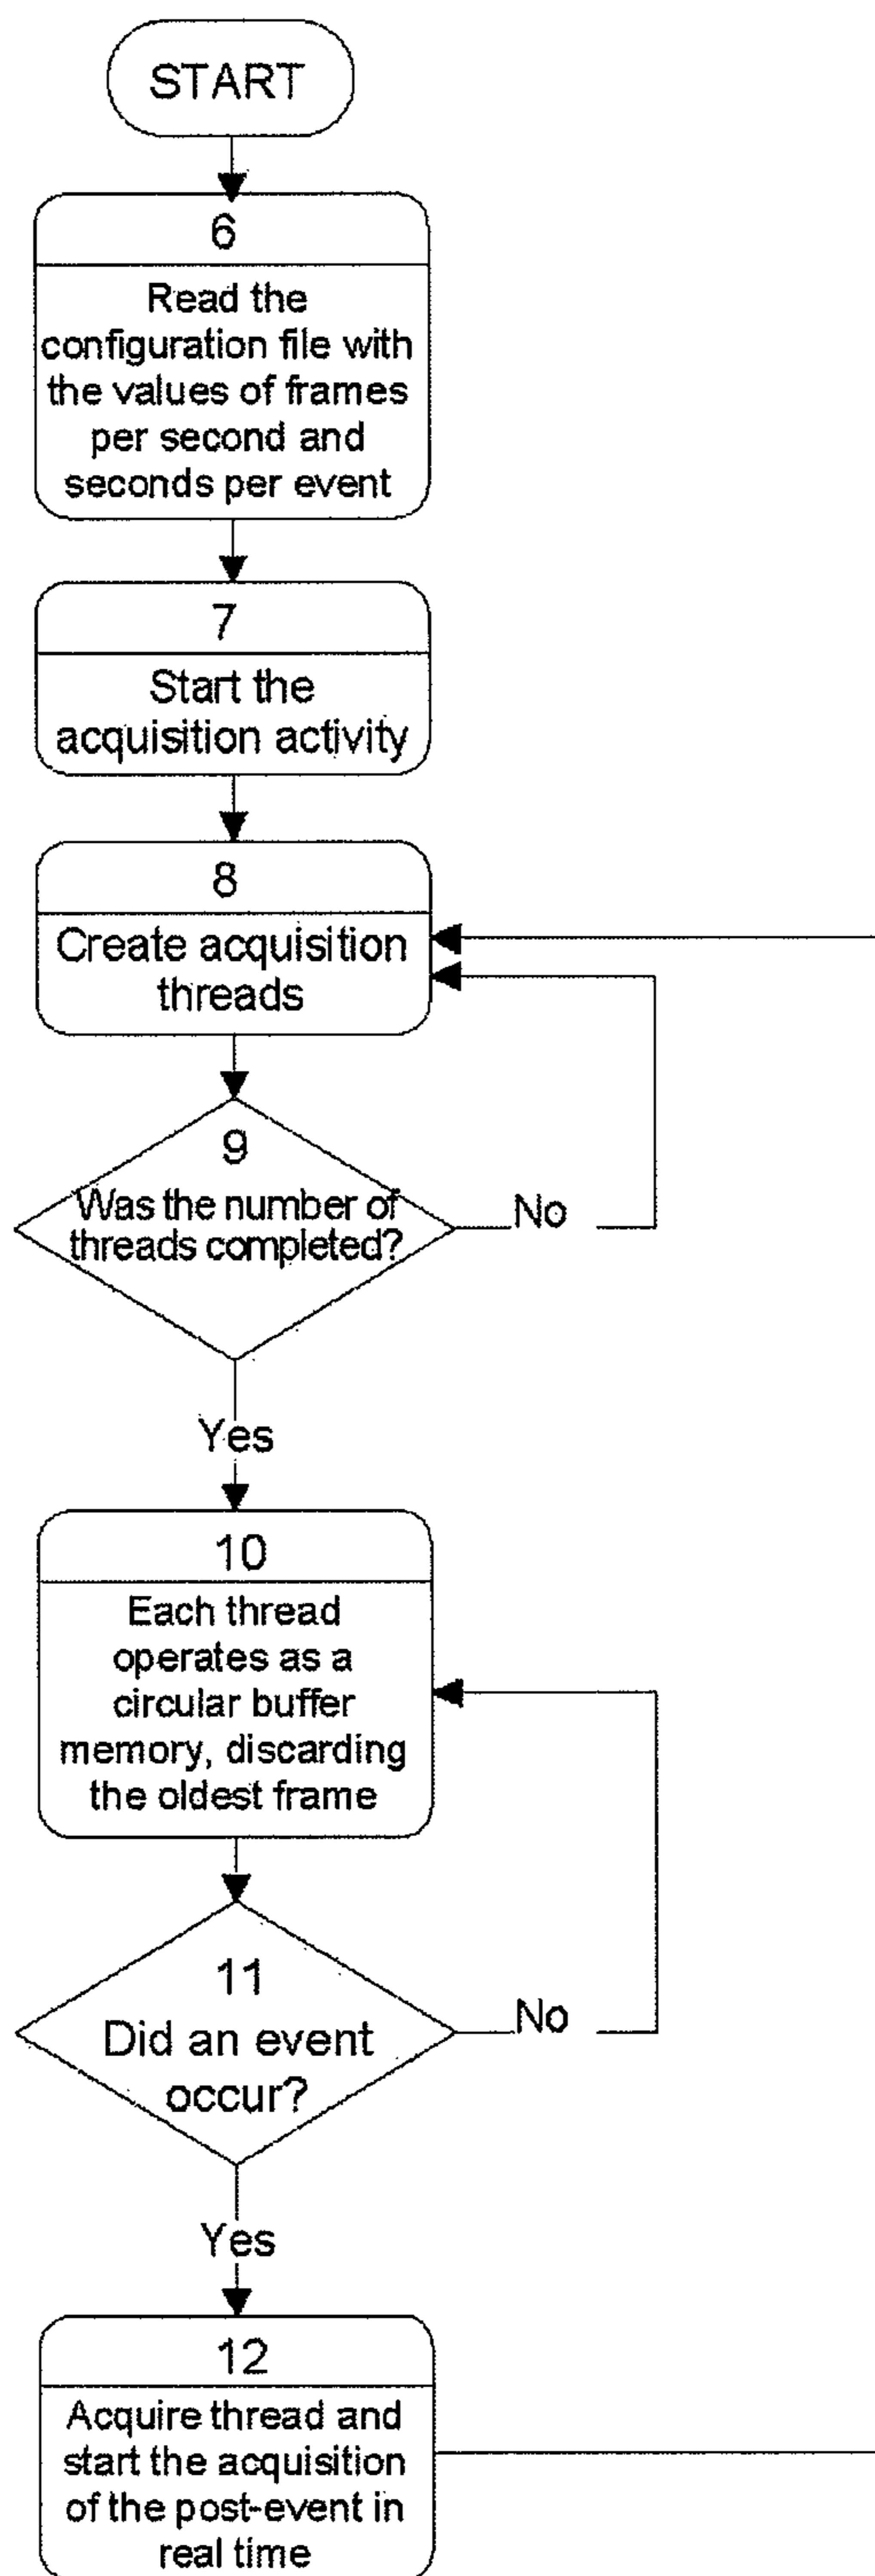 START
6
Read the
configuration file with
the values of frames
per second and
seconds per event
7
Start the
acquisition activity
8
Create acquisition
threads
9
Was the number of
threads completed?
No
Yes
10
Each thread
operates as a
circular buffer
memory, discarding
the oldest frame
11
Did an event
occur?
No
Yes
12
Acquire thread and
start the acquisition
of the post-event in
real time